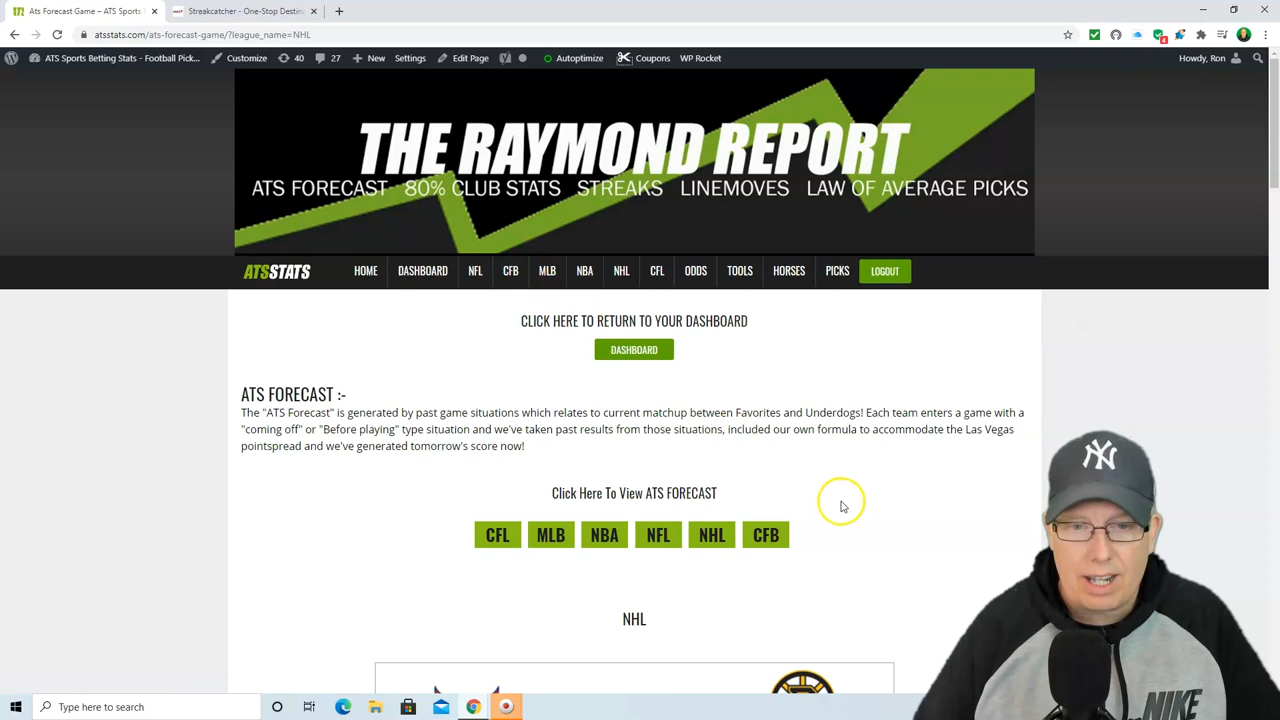 Ats Forecast Game – ATS Sports
Streakcatcher - One-Stop Destin
atsstats.com/ats-forecast-game/?league_name=NHL
4
ATS Sports Betting Stats - Football Pick...
Customize
40
27
New
Settings
Edit Page
Autoptimize
Coupons
WP Rocket
Howdy, Ron
THE RAYMOND REPORT
ATS FORECAST 80% CLUB STATS STREAKS LINEMOVES LAW OF AVERAGE PICKS
ATSSTATS
HOME DASHBOARD NFL CFB MLB NBA NHL CFL ODDS TOOLS HORSES PICKS LOGOUT
CLICK HERE TO RETURN TO YOUR DASHBOARD
DASHBOARD
ATS FORECAST :-
The "ATS Forecast" is generated by past game situations which relates to current matchup between Favorites and Underdogs! Each team enters a game with a
"coming off" or "Before playing" type situation and we've taken past results from those situations, included our own formula to accommodate the Las Vegas
pointspread and we've generated tomorrow's score now!
Click Here To View ATS FORECAST
CFL MLB NBA NFL NHL CFB
NHL
NY
NIKE
Type here to search